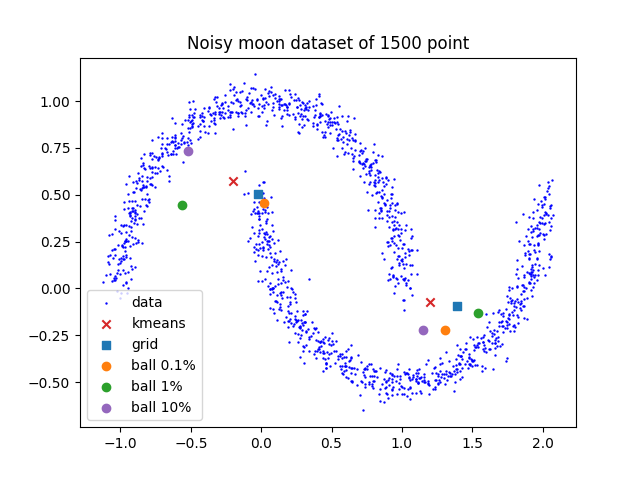 Noisy moon dataset of 1500 point
1.00
0.75
0.50
0.25
0.00
−0.25
−0.50
data
kmeans
grid
ball 0.1%
ball 1%
ball 10%
−1.0 −0.5 0.0 0.5 1.0 1.5 2.0